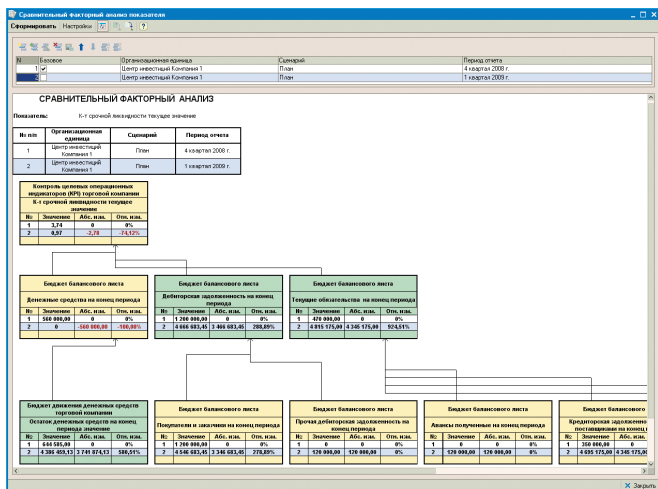 Сравнительный факторный анализ показателя
Сформировать Настройки
N Базовое Организационная единица Сценарий Период отчета
1 Центр инвестиций Компания 1 План 4 квартал 2008 г.
2 Центр инвестиций Компания 1 План 1 квартал 2009 г.
СРАВНИТЕЛЬНЫЙ ФАКТОРНЫЙ АНАЛИЗ
Показатель: К-т срочной ликвидности текущее значение
№ п/п Организационная единица Сценарий Период отчета
1 Центр инвестиций Компания 1 План 4 квартал 2008 г.
2 Центр инвестиций Компания 1 План 1 квартал 2009 г.
Контроль целевых операционных
индикаторов (KPI) торговой компании
К-т срочной ликвидности текущее
значение
№ Значение Абс. изм. Отн. изм.
1 3,74 0 0%
2 0,97 -2,78 -74,12%
Бюджет балансового листа
Денежные средства на конец периода
№ Значение Абс. изм. Отн. изм.
1 560 000,00 0 0%
2 0 -560 000,00 -100,00%
Бюджет балансового листа
Дебиторская задолженность на конец
периода
№ Значение Абс. изм. Отн. изм.
1 1 200 000,00 0 0%
2 4 666 683,45 3 466 683,45 288,89%
Бюджет балансового листа
Текущие обязательства на конец периода
№ Значение Абс. изм. Отн. изм.
1 470 000,00 0 0%
2 4 815 175,00 4 345 175,00 924,51%
Бюджет движения денежных средств
торговой компании
Остаток денежных средств на конец
периода значение
№ Значение Абс. изм. Отн. изм.
1 644 585,00 0 0%
2 4 386 459,13 3 741 874,13 580,51%
Бюджет балансового листа
Покупатели и заказчики на конец периода
№ Значение Абс. изм. Отн. изм.
1 1 200 000,00 0 0%
2 4 546 683,45 3 346 683,45 278,89%
Бюджет балансового листа
Прочая дебиторская задолженность на
конец периода
№ Значение Абс. изм. Отн. изм.
1 0 0 0%
2 120 000,00 120 000,00 0%
Бюджет балансового листа
Авансы полученные на конец периода
№ Значение Абс. изм. Отн. изм.
1 0 0 0%
2 120 000,00 120 000,00 0%
Бюджет балансового
Кредиторская задолженнос
поставщиками на конец
№ Значение Абс. изм.
1 350 000,00 0
2 4 695 175,00 4 345 175,
Закрыть